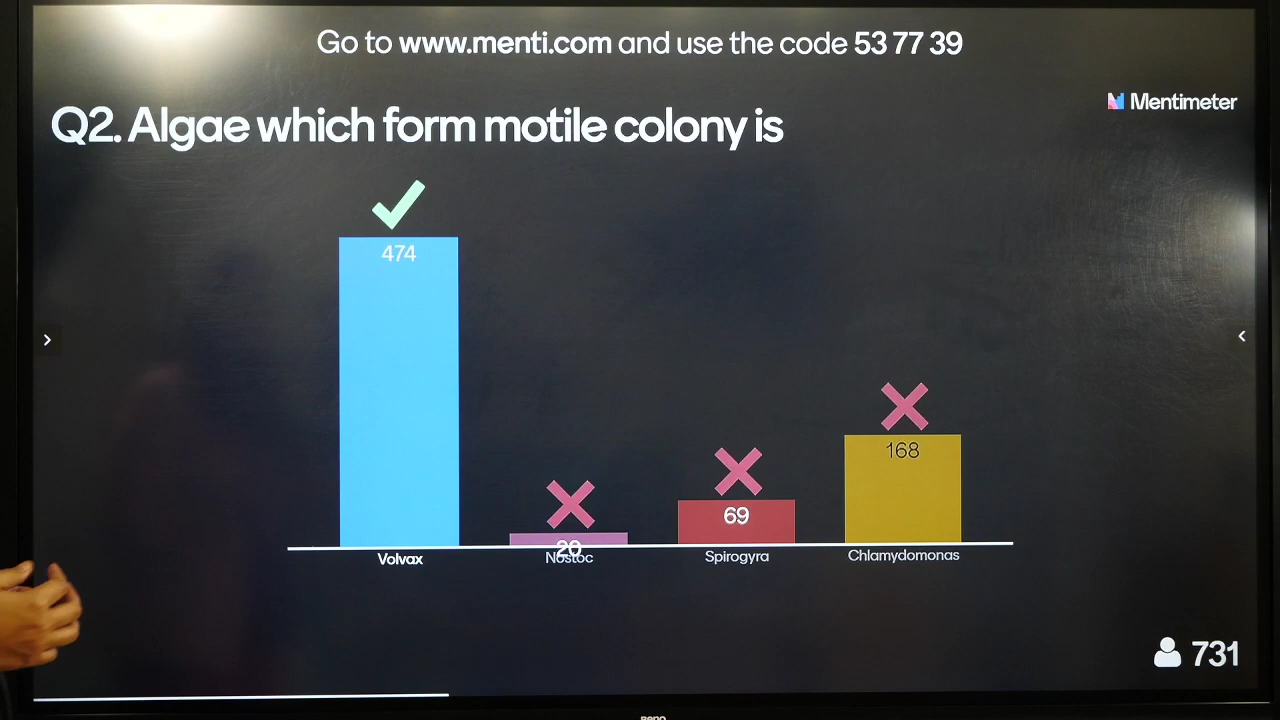 Go to www.menti.com and use the code 53 77 39
Mentimeter
Q2. Algae which form motile colony is
474
20
69
168
Volvax
Nostoc
Spirogyra
Chlamydomonas
731